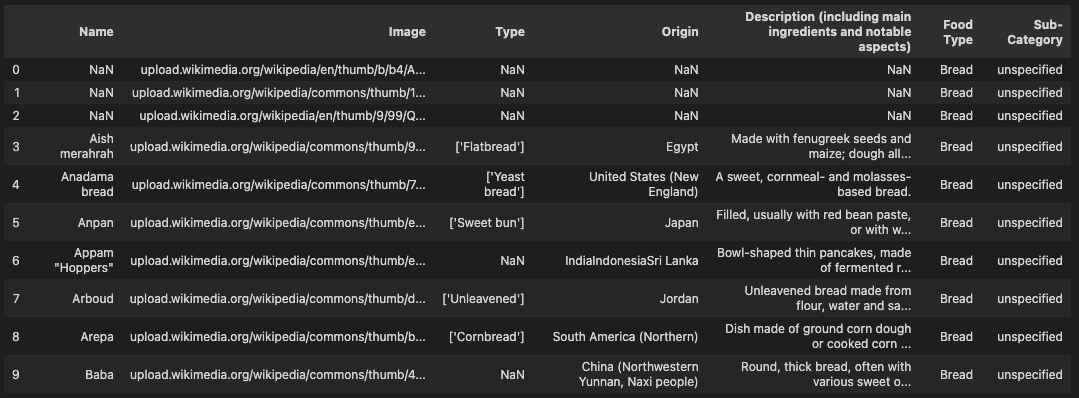 Name Image Type Origin Description (including main ingredients and notable aspects) Food Type Sub-Category
0 NaN upload.wikimedia.org/wikipedia/en/thumb/b/b4/A... NaN NaN NaN Bread unspecified
1 NaN upload.wikimedia.org/wikipedia/commons/thumb/1... NaN NaN NaN Bread unspecified
2 NaN upload.wikimedia.org/wikipedia/en/thumb/9/99/Q... NaN NaN NaN Bread unspecified
3 Aish merahrah upload.wikimedia.org/wikipedia/commons/thumb/9... ['Flatbread'] Egypt Made with fenugreek seeds and maize; dough all... Bread unspecified
4 Anadama bread upload.wikimedia.org/wikipedia/commons/thumb/7... ['Yeast bread'] United States (New England) A sweet, cornmeal- and molasses-based bread. Bread unspecified
5 Anpan upload.wikimedia.org/wikipedia/commons/thumb/e... ['Sweet bun'] Japan Filled, usually with red bean paste, or with w... Bread unspecified
6 Appam "Hoppers" upload.wikimedia.org/wikipedia/commons/thumb/e... NaN IndiaIndonesiaSri Lanka Bowl-shaped thin pancakes, made of fermented r... Bread unspecified
7 Arboud upload.wikimedia.org/wikipedia/commons/thumb/d... ['Unleavened'] Jordan Unleavened bread made from flour, water and sa... Bread unspecified
8 Arepa upload.wikimedia.org/wikipedia/commons/thumb/b... ['Cornbread'] South America (Northern) Dish made of ground corn dough or cooked corn ... Bread unspecified
9 Baba upload.wikimedia.org/wikipedia/commons/thumb/4... NaN China (Northwestern Yunnan, Naxi people) Round, thick bread, often with various sweet o... Bread unspecified